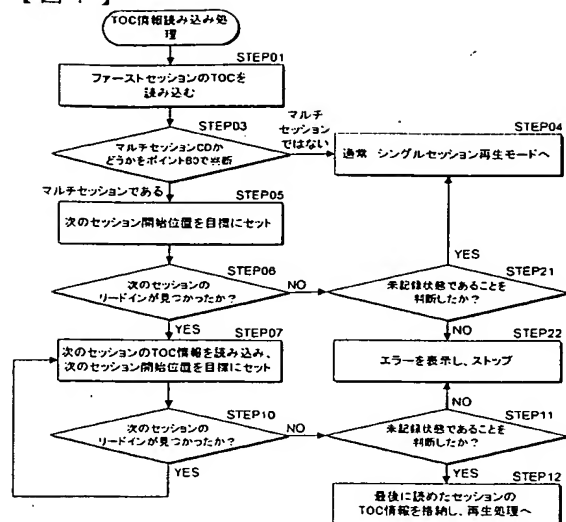 TOC情報読み込み処
理
STEP01
ファーストセッションのTOCを
読み込む
STEP03
マルチセッションCDか
どうかをポイントB0で判断
マルチ
セッション
ではない
STEP04
通常 シングルセッション再生モードへ
マルチセッションである
STEP05
次のセッション開始位置を目標にセット
STEP06
次のセッションの
リードインが見つかったか?
NO
YES
STEP21
未記録状態であることを
判断したか?
YES
NO
STEP07
次のセッションのTOC情報を読み込み、
次のセッション開始位置を目標にセット
STEP22
エラーを表示し、ストップ
STEP10
次のセッションの
リードインが見つかったか?
NO
YES
NO
STEP11
未記録状態であることを
判断したか?
YES
STEP12
最後に読めたセッションの
TOC情報を格納し、再生処理へ